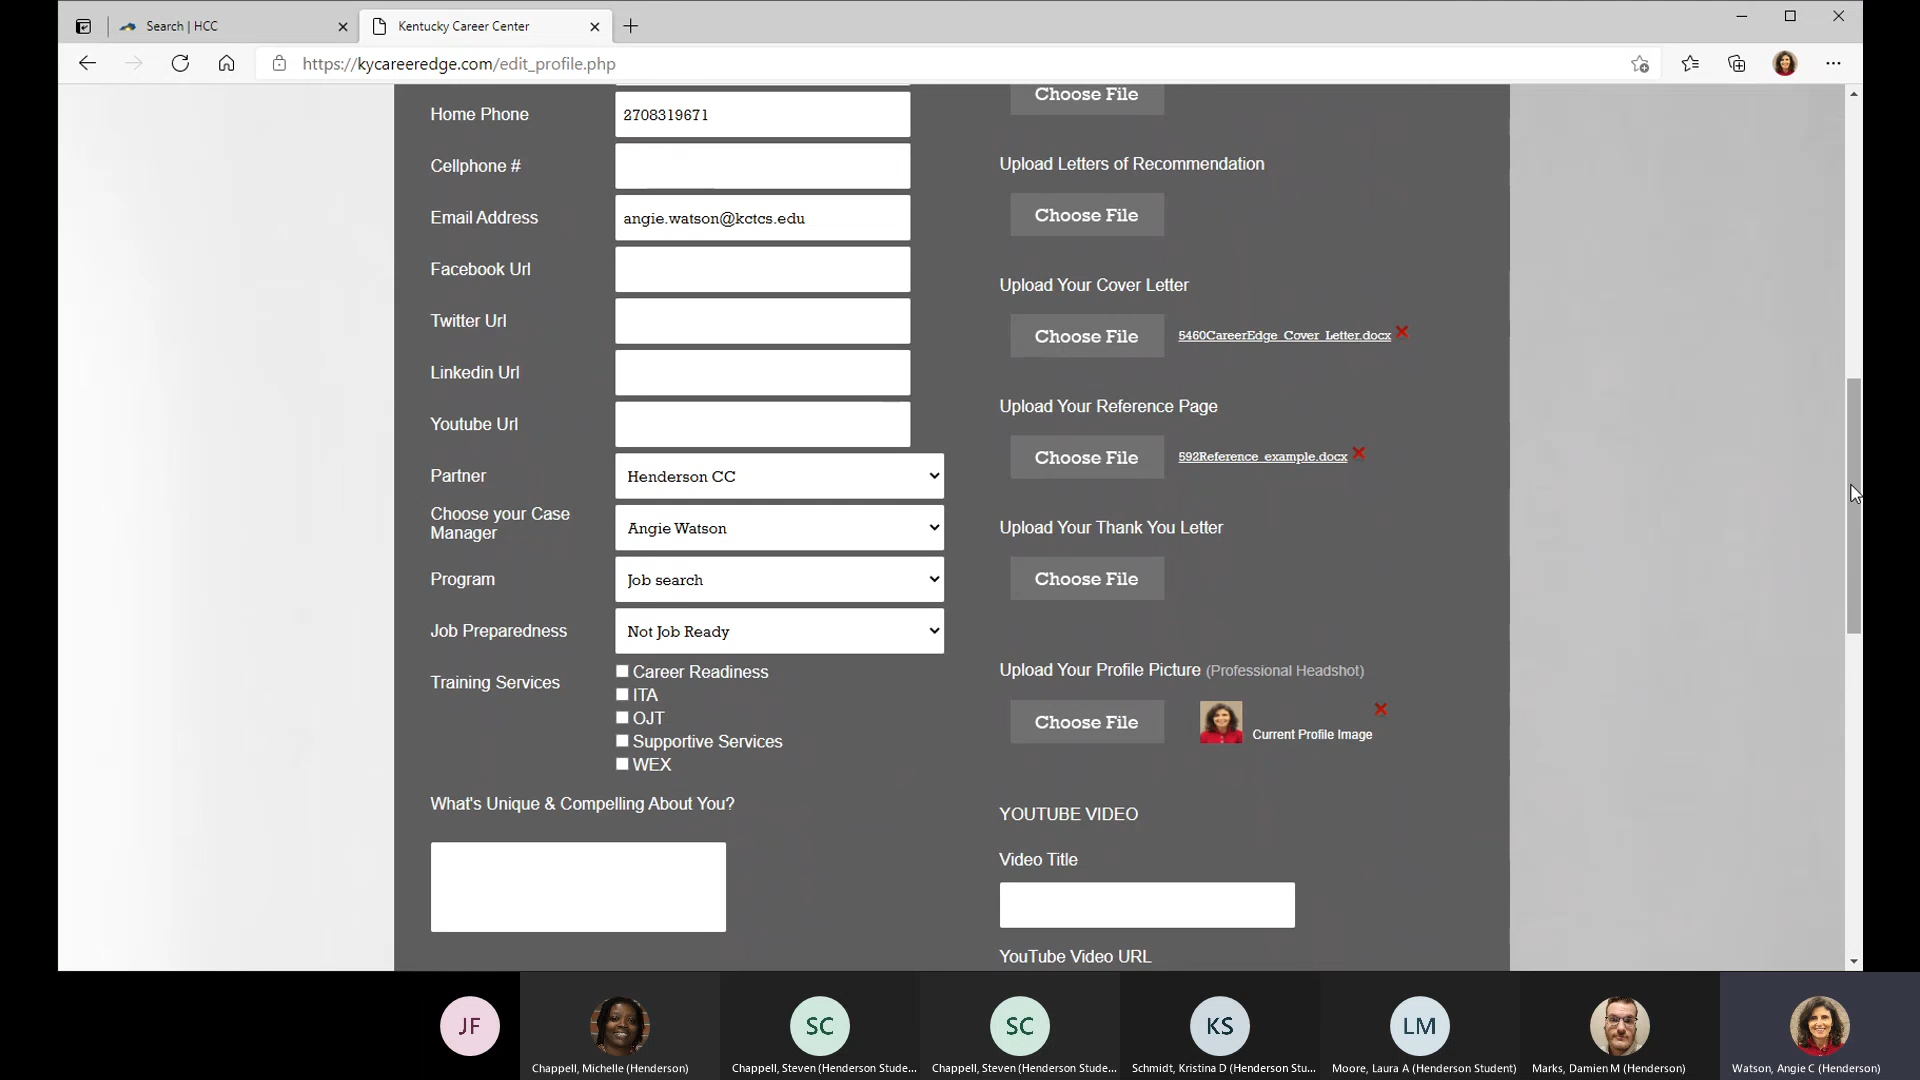 Search | HCC
Kentucky Career Center
https://kycareeredge.com/edit_profile.php
Home Phone
2708319671
Cellphone #
Email Address
angie.watson@kctcs.edu
Facebook Url
Twitter Url
Linkedin Url
Youtube Url
Partner
Henderson CC
Choose your Case
Manager
Angie Watson
Program
Job search
Job Preparedness
Not Job Ready
Training Services
Career Readiness
ITA
OJT
Supportive Services
WEX
What's Unique & Compelling About You?
Choose File
Upload Letters of Recommendation
Choose File
Upload Your Cover Letter
Choose File
5460CareerEdge_Cover_Letter.docx
Upload Your Reference Page
Choose File
592Reference_example.docx
Upload Your Thank You Letter
Choose File
Upload Your Profile Picture (Professional Headshot)
Choose File
Current Profile Image
YOUTUBE VIDEO
Video Title
YouTube Video URL
JF
Chappell, Michelle (Henderson)
SC
Chappell, Steven (Henderson Stude...
SC
Chappell, Steven (Henderson Stude...
KS
Schmidt, Kristina D (Henderson Stu...
LM
Moore, Laura A (Henderson Student)
Marks, Damien M (Henderson)
Watson, Angie C (Henderson)